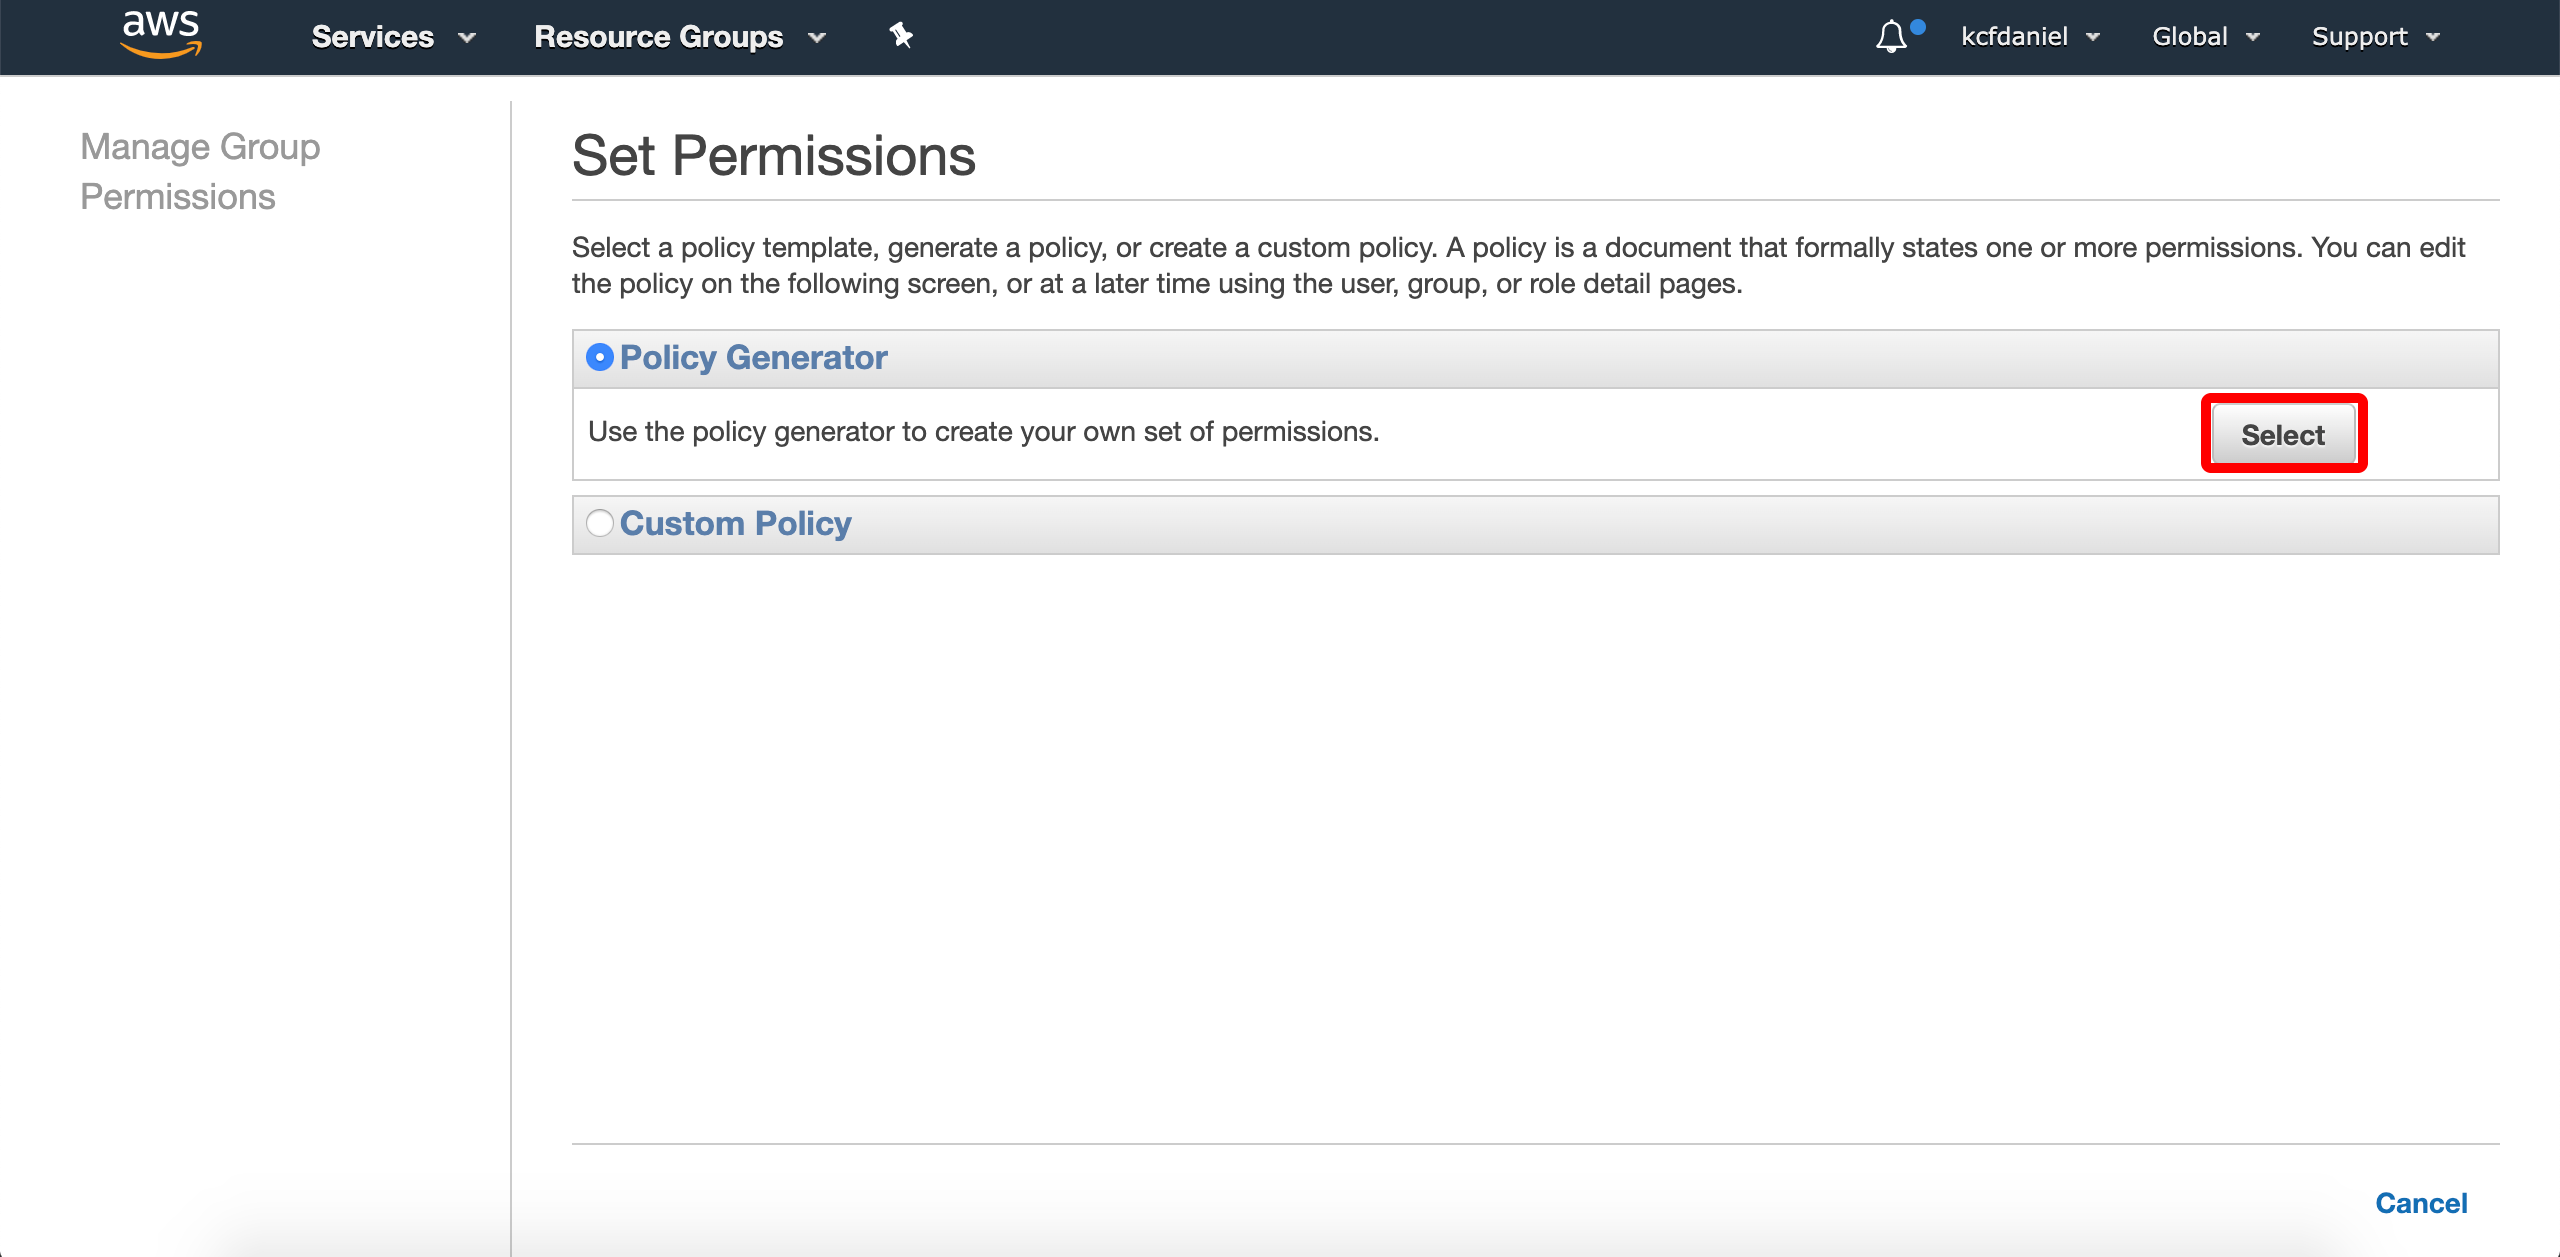 aws
Services
Resource Groups
kcfdaniel
Global
Support
Manage Group
Permissions
Set Permissions
Select a policy template, generate a policy, or create a custom policy. A policy is a document that formally states one or more permissions. You can edit
the policy on the following screen, or at a later time using the user, group, or role detail pages.
Policy Generator
Use the policy generator to create your own set of permissions.
Select
Custom Policy
Cancel